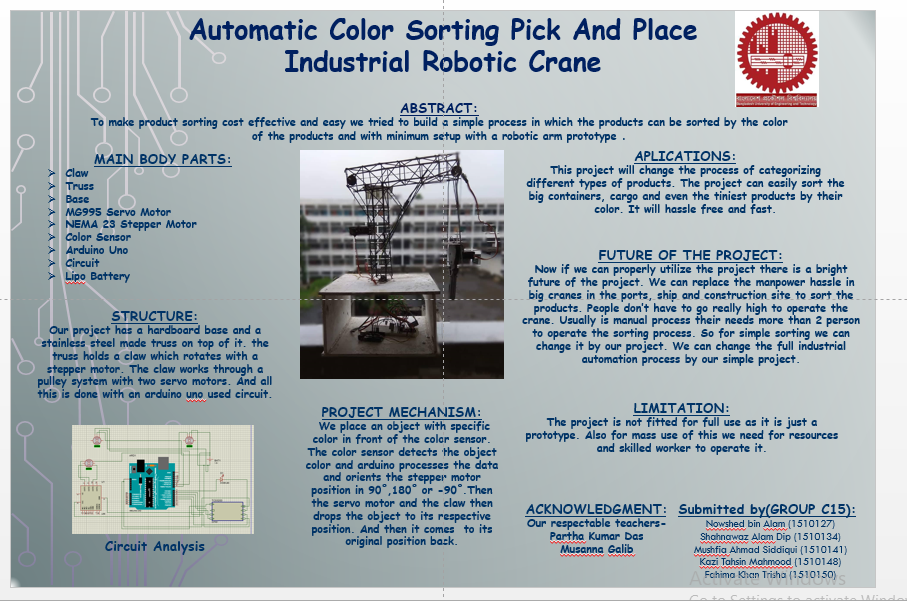 Automatic Color Sorting Pick And Place
Industrial Robotic Crane
ABSTRACT:
To make product sorting cost effective and easy we tried to build a simple process in which the products can be sorted by the color
of the products and with minimum setup with a robotic arm prototype .
MAIN BODY PARTS:
Claw
Truss
Base
MG995 Servo Motor
NEMA 23 Stepper Motor
Color Sensor
Arduino Uno
Circuit
Lipo Battery
STRUCTURE:
Our project has a hardboard base and a
stainless steel made truss on top of it. the
truss holds a claw which rotates with a
stepper motor. The claw works through a
pulley system with two servo motors. And all
this is done with an arduino uno used circuit.
Circuit Analysis
PROJECT MECHANISM:
We place an object with specific
color in front of the color sensor.
The color sensor detects the object
color and arduino processes the data
and orients the stepper motor
position in 90°,180° or -90°.Then
the servo motor and the claw then
drops the object to its respective
position. And then it comes to its
original position back.
APLICATIONS:
This project will change the process of categorizing
different types of products. The project can easily sort the
big containers, cargo and even the tiniest products by their
color. It will hassle free and fast.
FUTURE OF THE PROJECT:
Now if we can properly utilize the project there is a bright
future of the project. We can replace the manpower hassle in
big cranes in the ports, ship and construction site to sort the
products. People don't have to go really high to operate the
crane. Usually is manual process their needs more than 2 person
to operate the sorting process. So for simple sorting we can
change it by our project. We can change the full industrial
automation process by our simple project.
LIMITATION:
The project is not fitted for full use as it is just a
prototype. Also for mass use of this we need for resources
and skilled worker to operate it.
ACKNOWLEDGMENT:
Our respectable teachers-
Partha Kumar Das
Musanna Galib
Submitted by(GROUP C15):
Nowshed bin Alam (1510127)
Shahnawaz Alam Dip (1510134)
Mushfia Ahmad Siddiqui (1510141)
Kazi Tahsin Mahmood (1510148)
Fahima Khan Trisha (1510150)
Activate Windows
Go to Settings to activate Windows